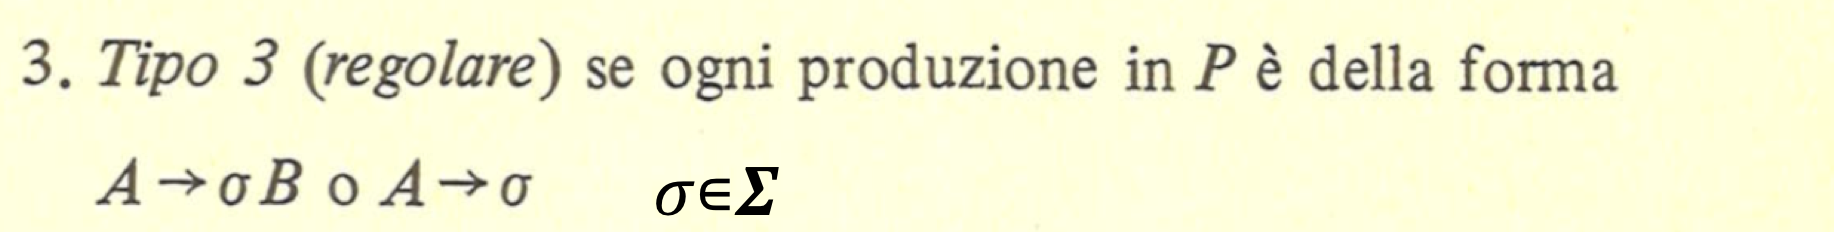 3. Tipo 3 (regolare) se ogni produzione in P è della forma
A→σB o A→σ σ∈Σ